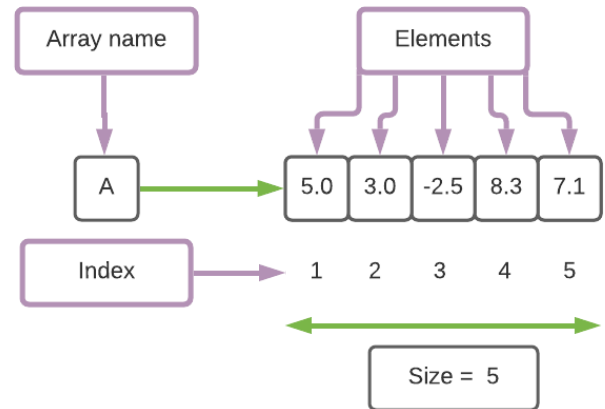 Array name
Elements
A
5.0 3.0 -2.5 8.3 7.1
Index
1 2 3 4 5
Size = 5